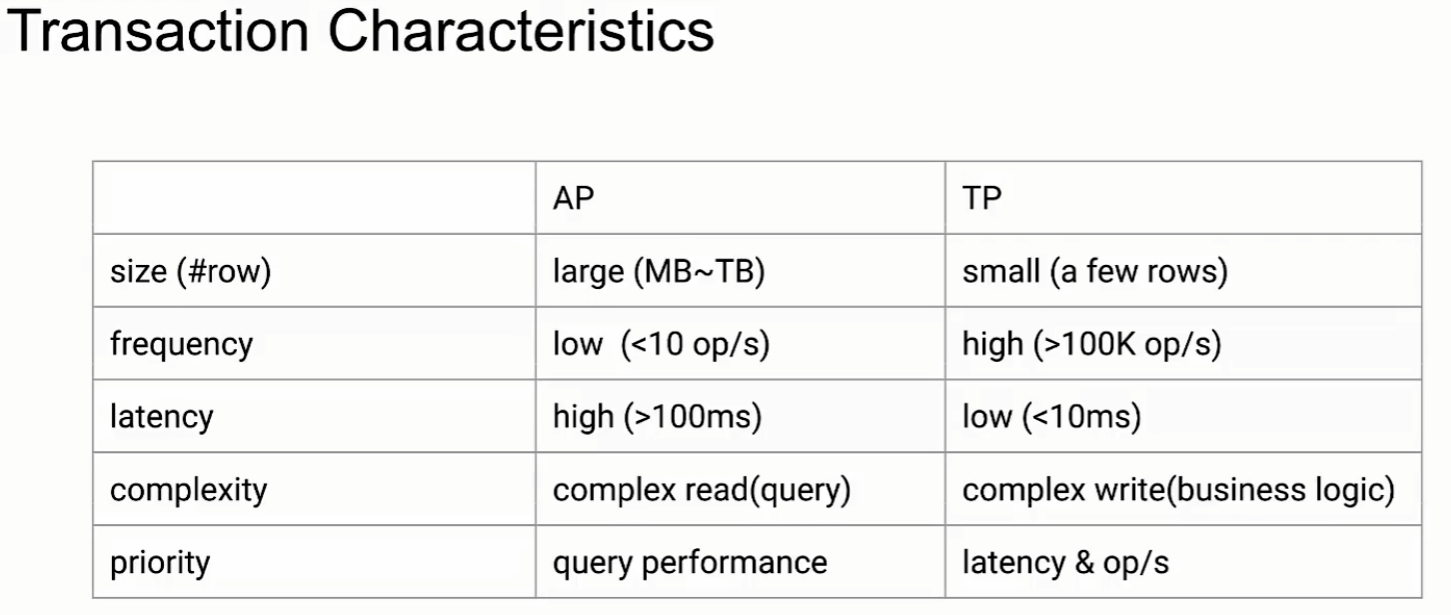 Transaction Characteristics
AP TP
size (#row) large (MB~TB) small (a few rows)
frequency low (<10 op/s) high (>100K op/s)
latency high (>100ms) low (<10ms)
complexity complex read(query) complex write(business logic)
priority query performance latency & op/s